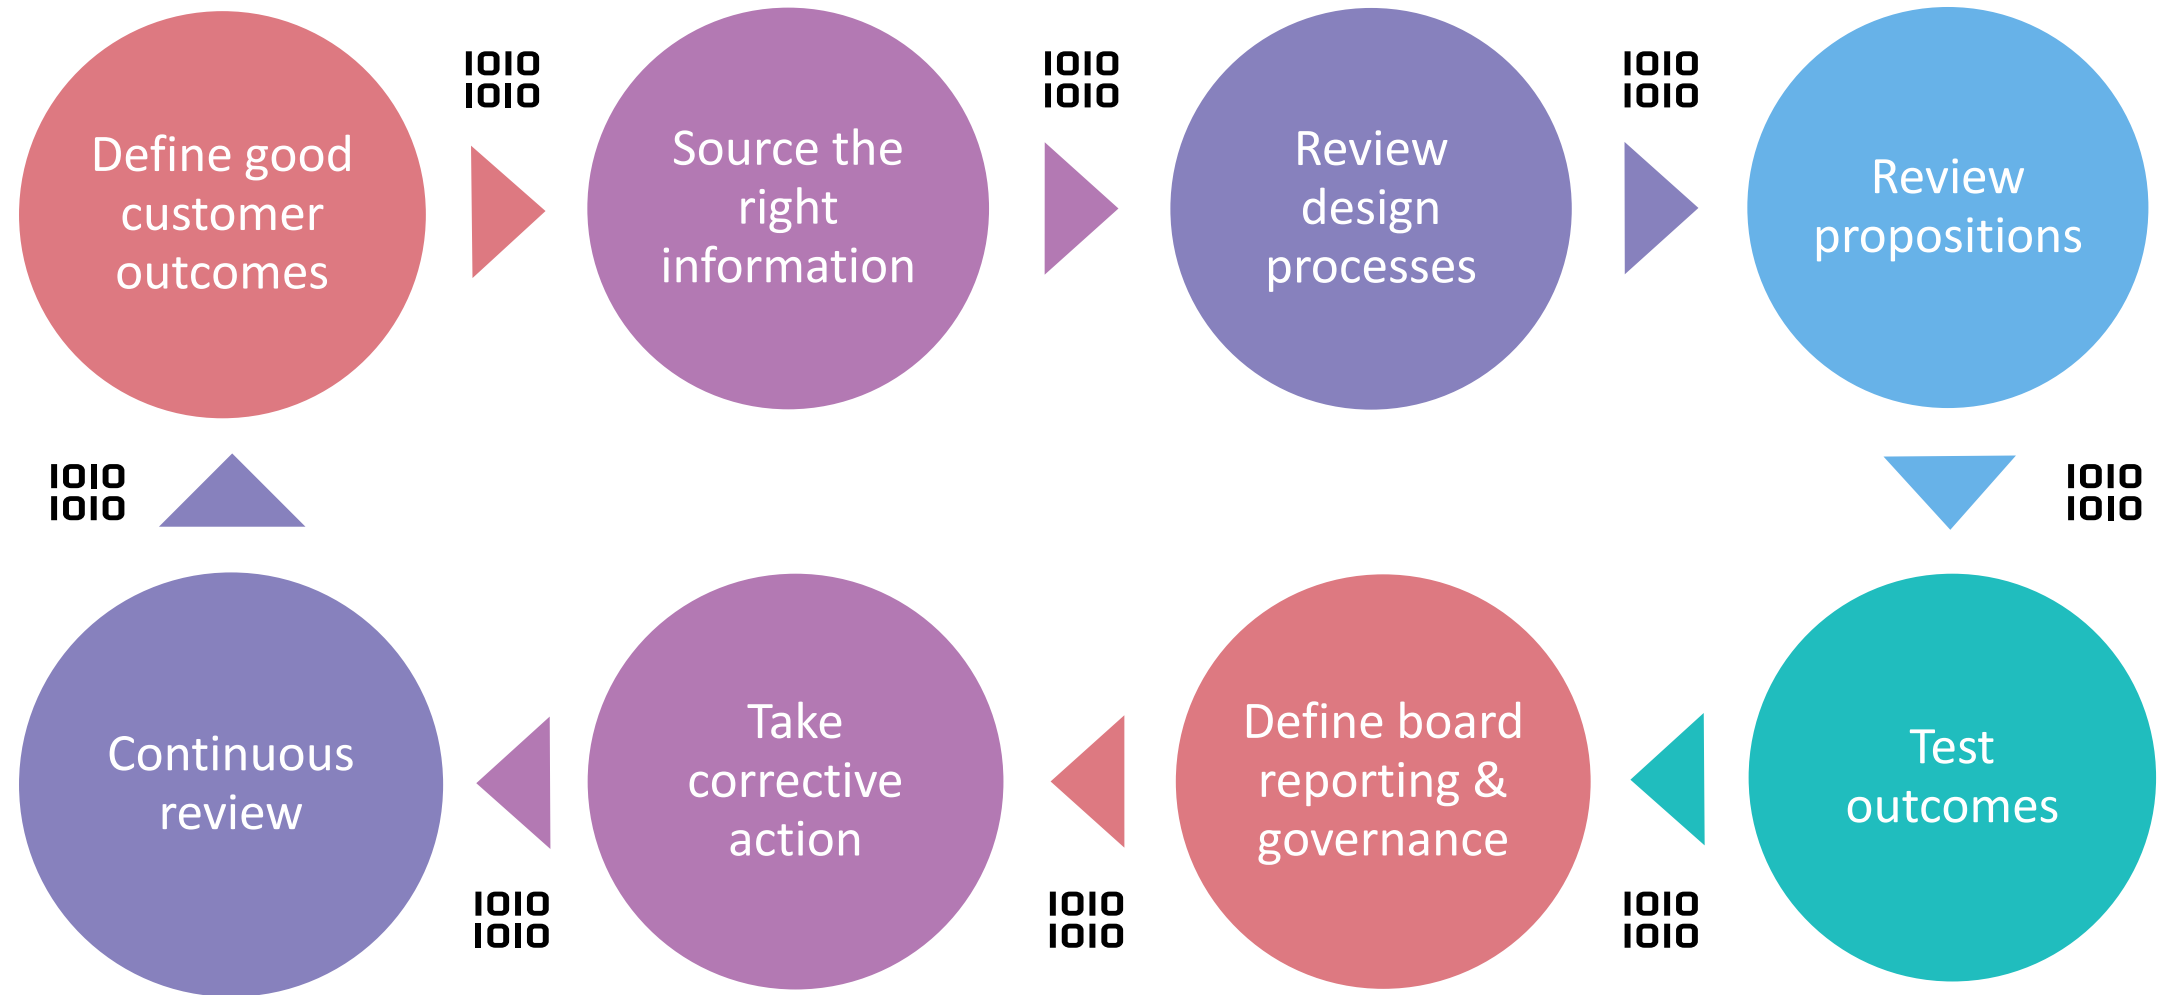 Define good
customer
outcomes
1010
1010
Source the
right
information
1010
1010
Review
design
processes
1010
1010
Review
propositions
1010
1010
1010
1010
Continuous
review
1010
1010
Take
corrective
action
1010
1010
Define board
reporting &
governance
1010
1010
Test
outcomes